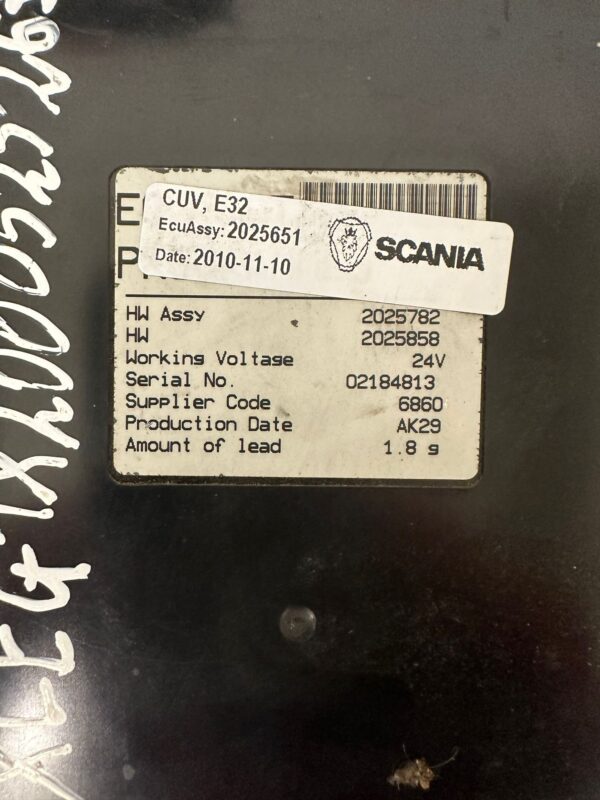 CUV, E32
EcuAssy: 2025651
Date: 2010-11-10
SCANIA
HW Assy 2025782
HW 2025858
Working Voltage 24V
Serial No. 02184813
Supplier Code 6860
Production Date AK29
Amount of lead 1.8 g